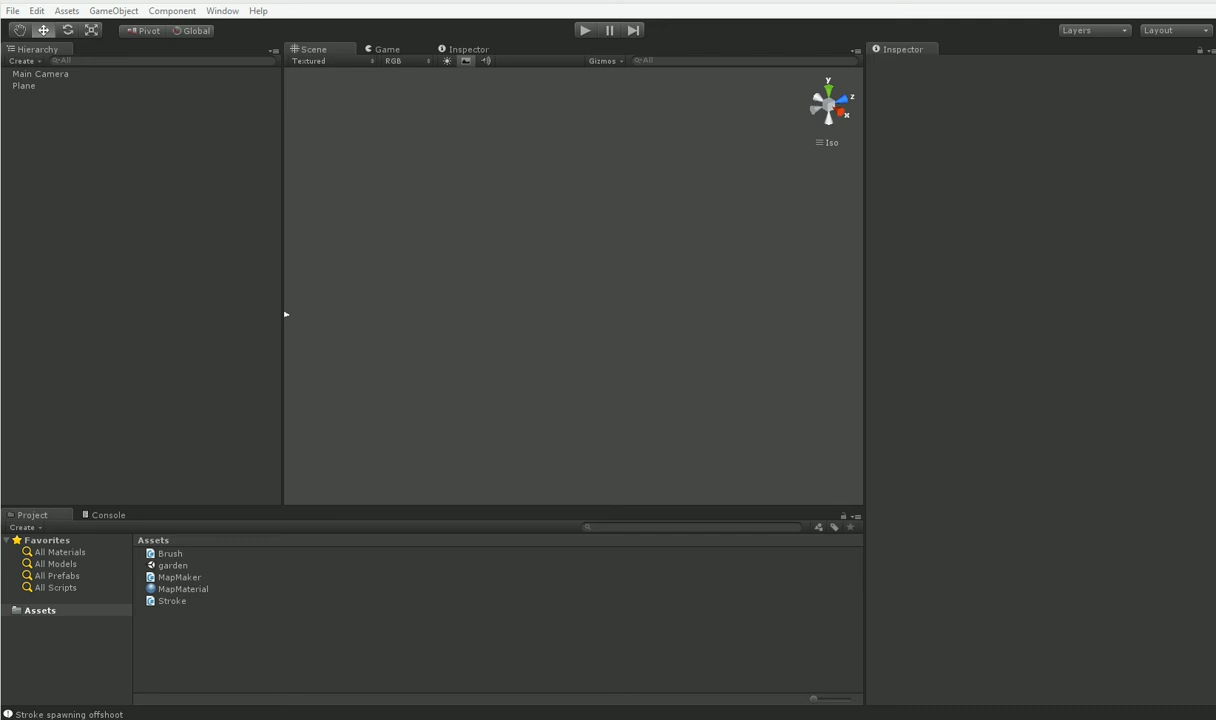 File Edit Assets GameObject Component Window Help
Pivot Global Layers Layout
Hierarchy
Create All
Main Camera
Plane
Scene Game Inspector
Textured RGB Gizmos All
y
z
x
Iso
Inspector
Project Console
Create
Favorites
All Materials
All Models
All Prefabs
All Scripts
Assets
Assets
Brush
garden
MapMaker
MapMaterial
Stroke
Stroke spawning offshoot